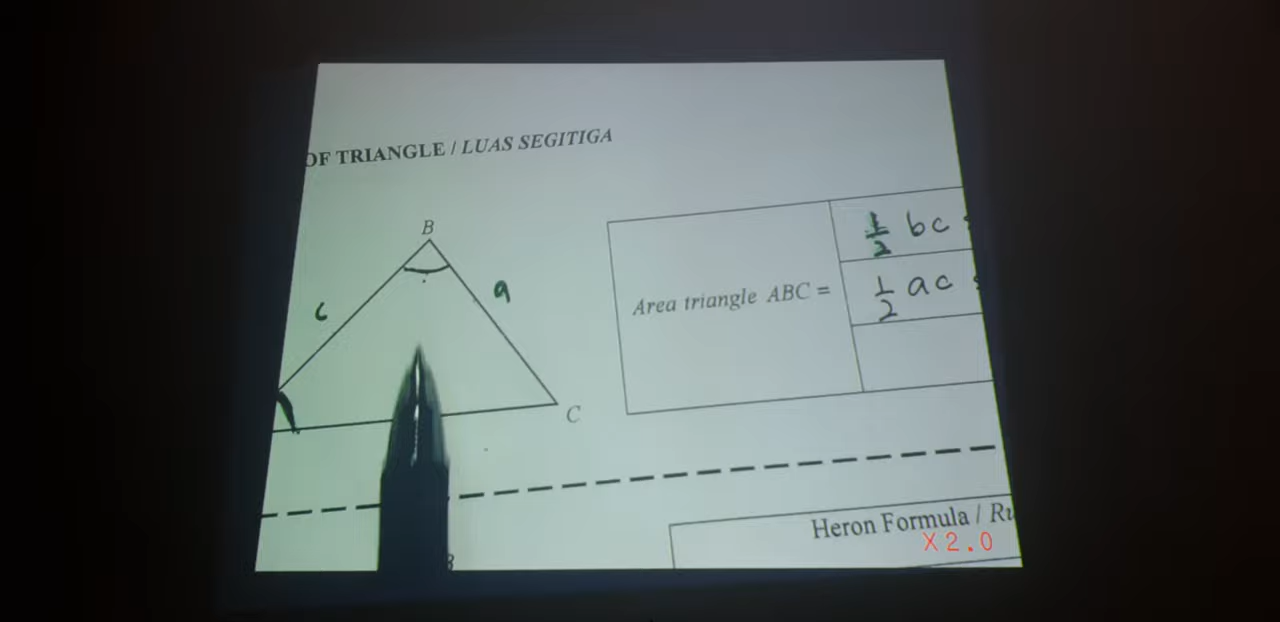 OF TRIANGLE / LUAS SEGITIGA
B
c
a
C
Area triangle ABC =
1/2 bc
1/2 ac
Heron Formula /
X2.0